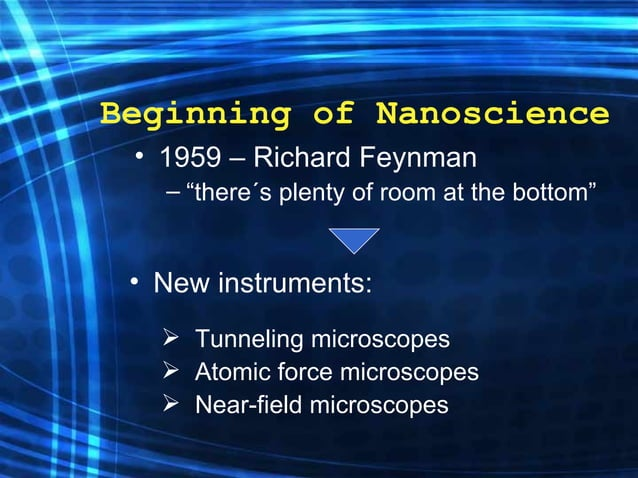 Beginning of Nanoscience
• 1959 – Richard Feynman
– “there´s plenty of room at the bottom”
• New instruments:
➢ Tunneling microscopes
➢ Atomic force microscopes
➢ Near-field microscopes